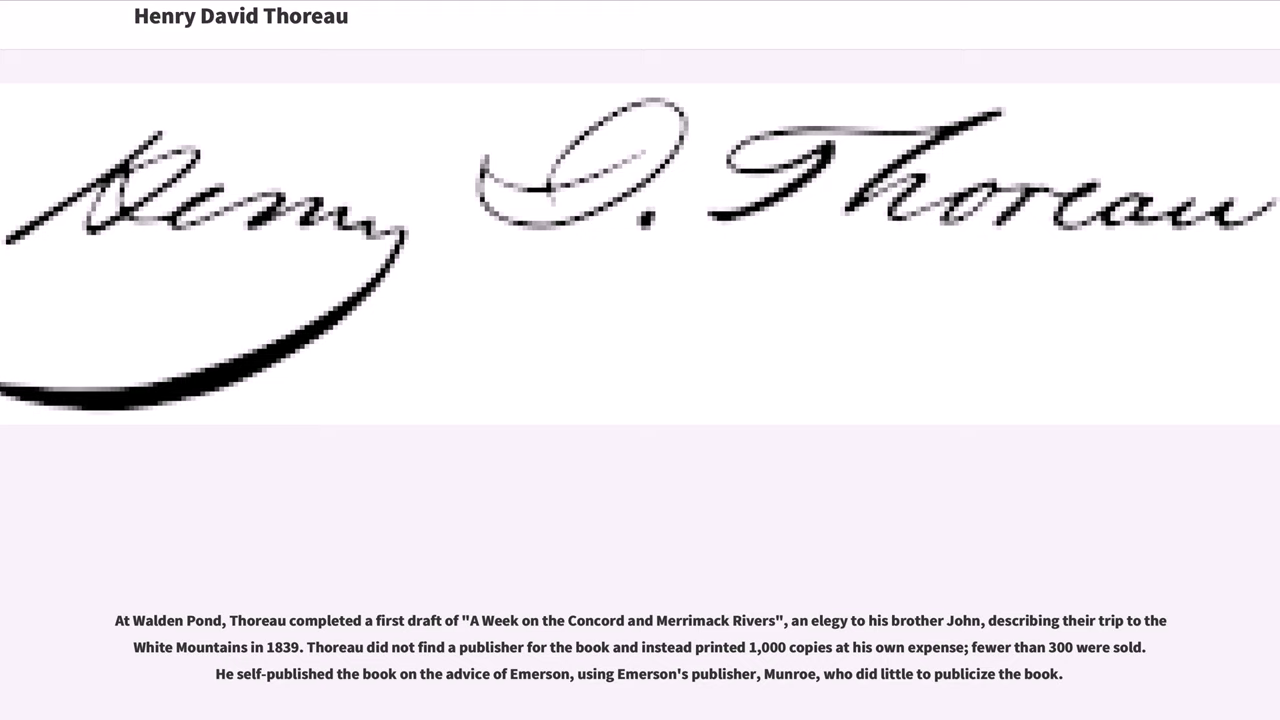 Henry David Thoreau
Henry D. Thoreau
At Walden Pond, Thoreau completed a first draft of "A Week on the Concord and Merrimack Rivers", an elegy to his brother John, describing their trip to the
White Mountains in 1839. Thoreau did not find a publisher for the book and instead printed 1,000 copies at his own expense; fewer than 300 were sold.
He self-published the book on the advice of Emerson, using Emerson's publisher, Munroe, who did little to publicize the book.